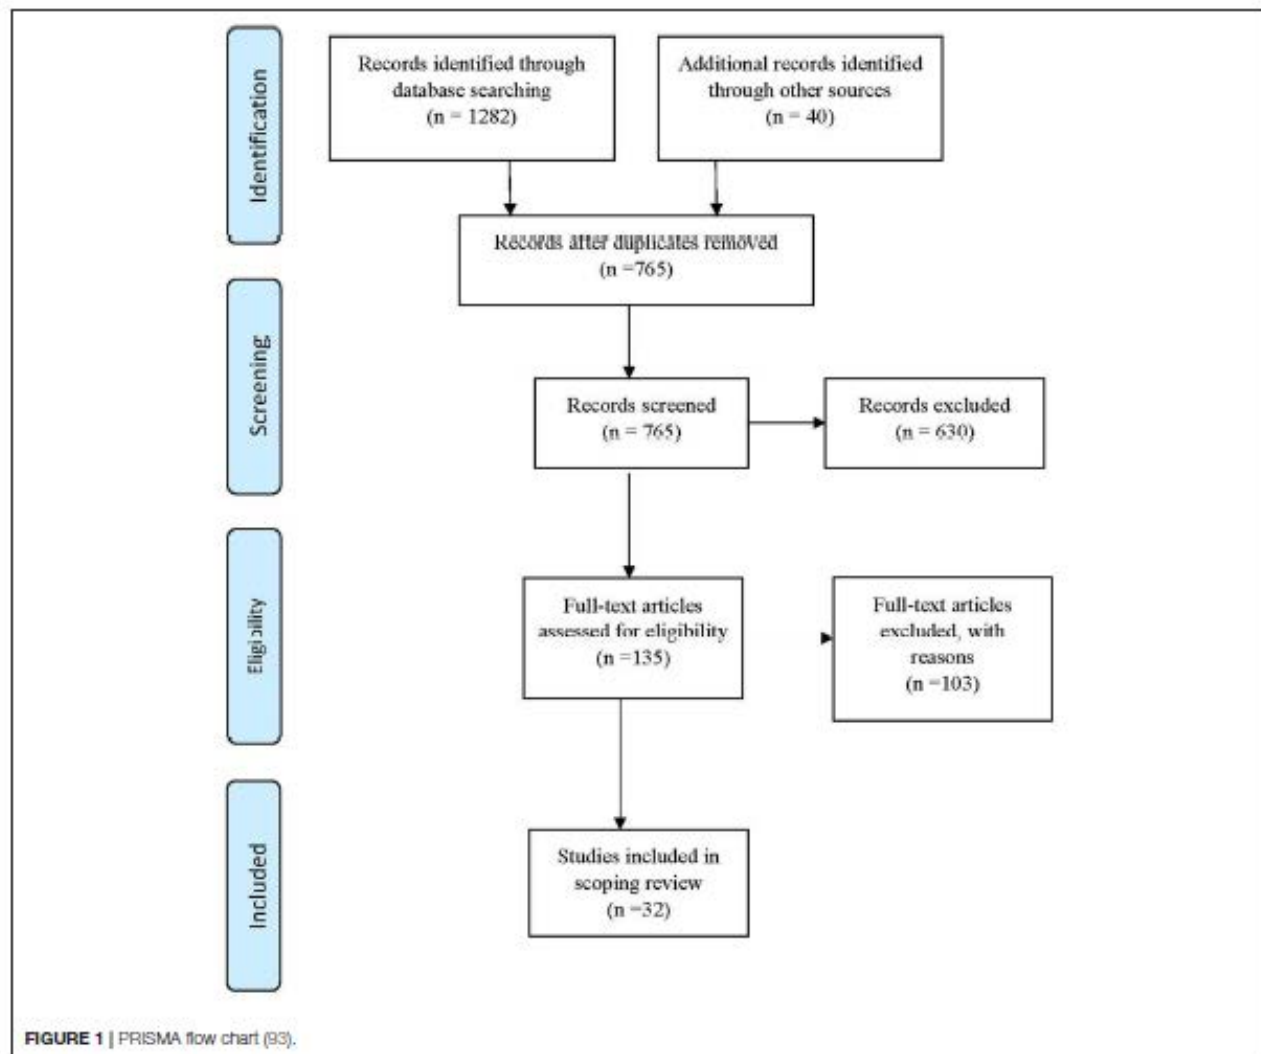 Identification
Records identified through
database searching
(n = 1282)
Additional records identified
through other sources
(n = 40)
Records after duplicates removed
(n =765)
Screening
Records screened
(n = 765)
Records excluded
(n = 630)
Eligibility
Full-text articles
assessed for eligibility
(n =135)
Full-text articles
excluded, with
reasons
(n =103)
Included
Studies included in
scoping review
(n =32)
FIGURE 1 | PRISMA flow chart (93).